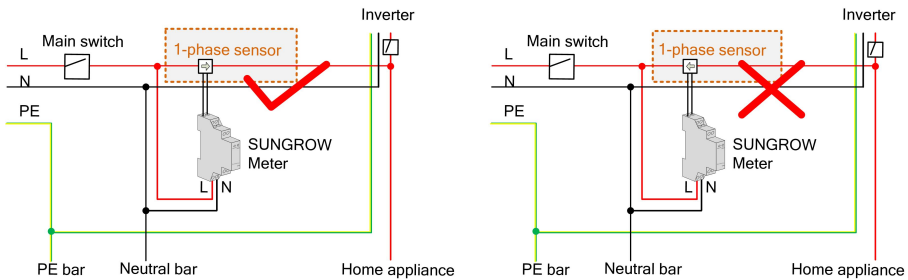 Inverter
Main switch
1-phase sensor
L
N
PE
SUNGROW
Meter
L N
PE bar
Neutral bar
Home appliance
Inverter
Main switch
1-phase sensor
L
N
PE
SUNGROW
Meter
L N
PE bar
Neutral bar
Home appliance